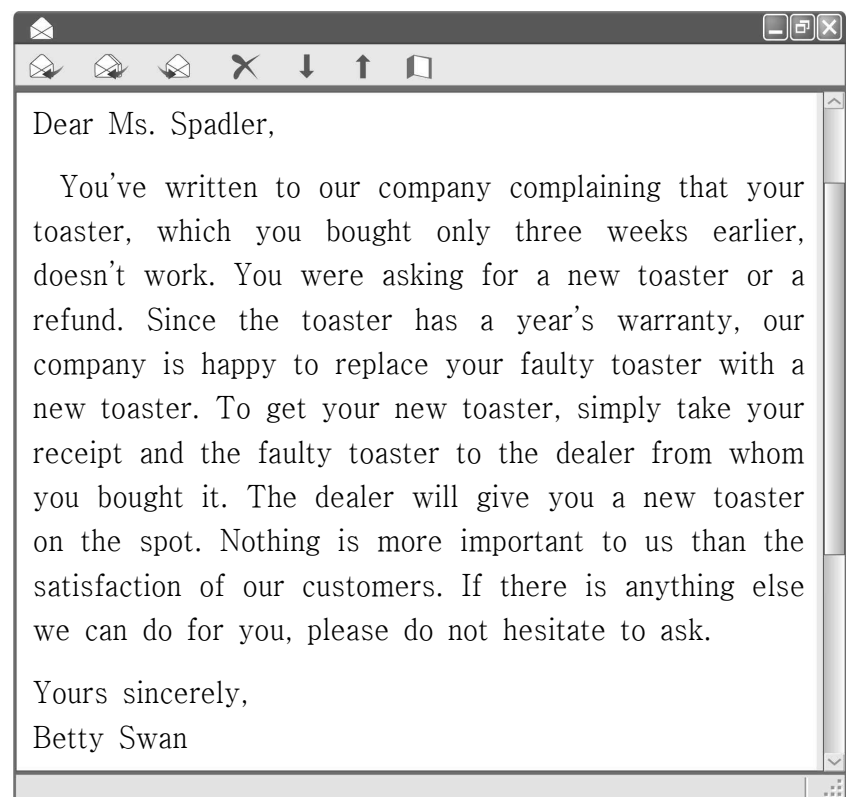 Dear Ms. Spadler,
You've written to our company complaining that your
toaster, which you bought only three weeks earlier,
doesn't work. You were asking for a new toaster or a
refund. Since the toaster has a year's warranty, our
company is happy to replace your faulty toaster with a
new toaster. To get your new toaster, simply take your
receipt and the faulty toaster to the dealer from whom
you bought it. The dealer will give you a new toaster
on the spot. Nothing is more important to us than the
satisfaction of our customers. If there is anything else
we can do for you, please do not hesitate to ask.
Yours sincerely,
Betty Swan